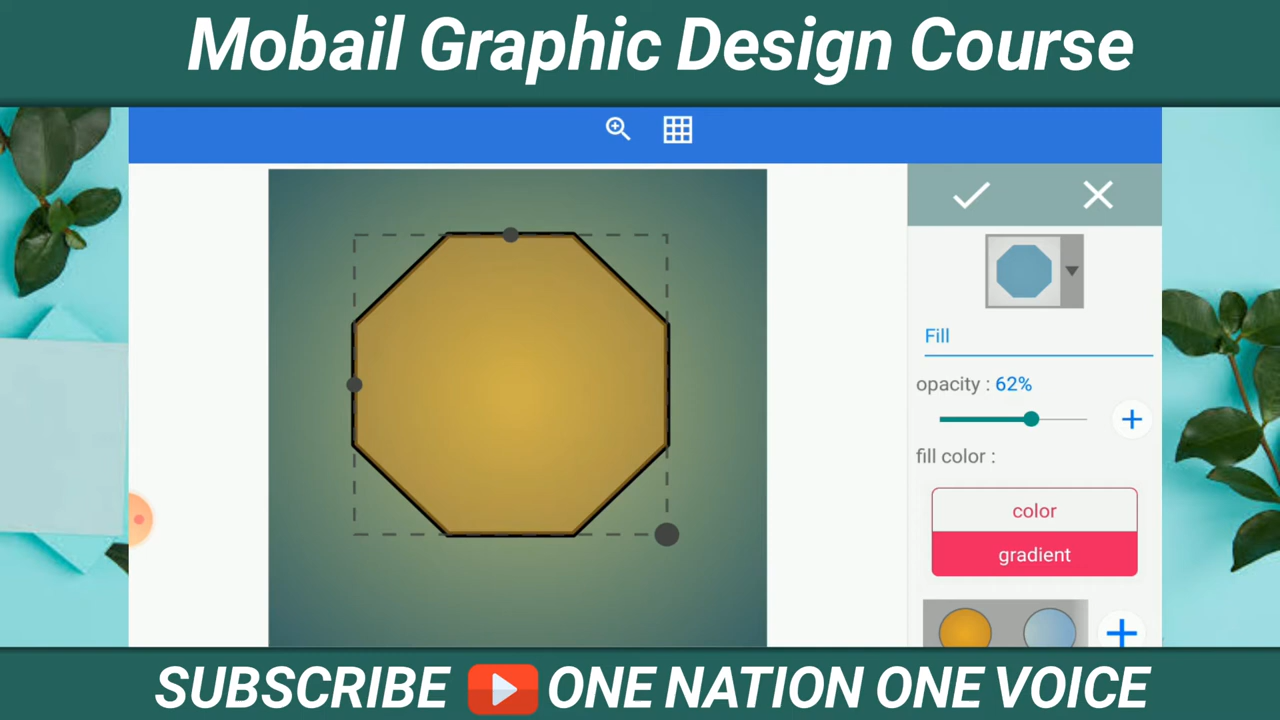 Mobail Graphic Design Course
Fill
opacity : 62%
fill color :
color
gradient
SUBSCRIBE ONE NATION ONE VOICE